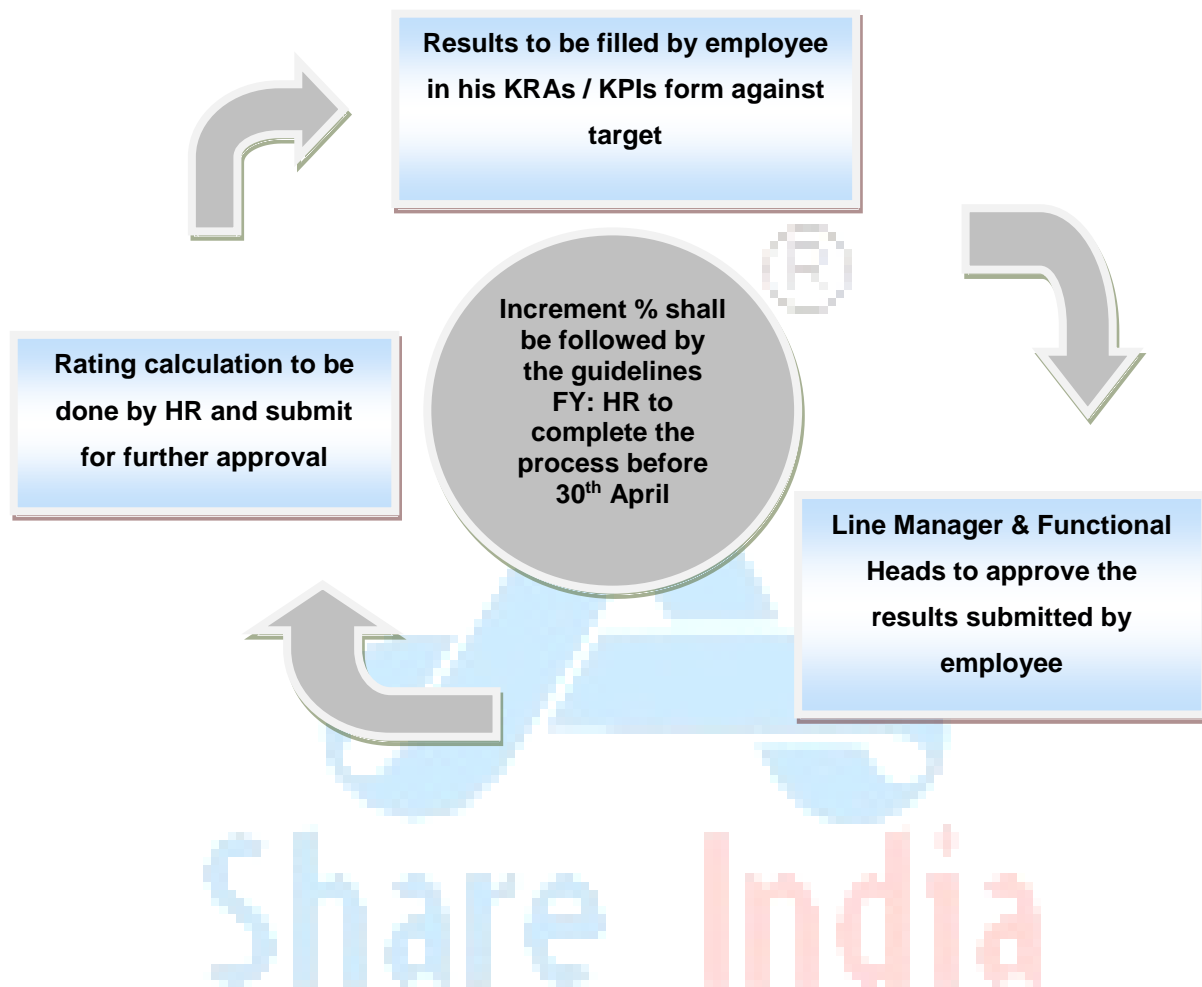 Results to be filled by employee
in his KRAs / KPIs form against
target
®
Increment % shall
be followed by
the guidelines
FY: HR to
complete the
process before
30th April
Rating calculation to be
done by HR and submit
for further approval
Line Manager & Functional
Heads to approve the
results submitted by
employee
Share India